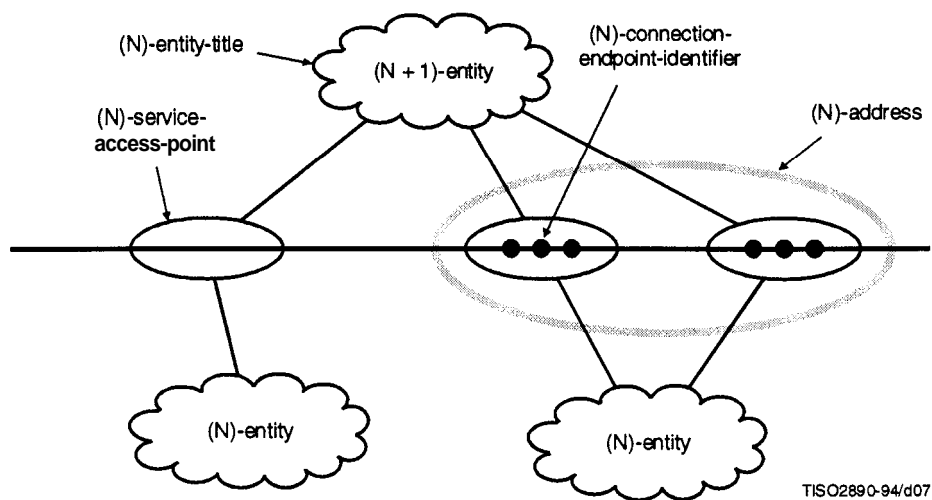 (N)-entity-title
(N + 1)-entity
(N)-connection-
endpoint-identifier
(N)-service-
access-point
(N)-address
(N)-entity
(N)-entity
TISO2890-94/d07